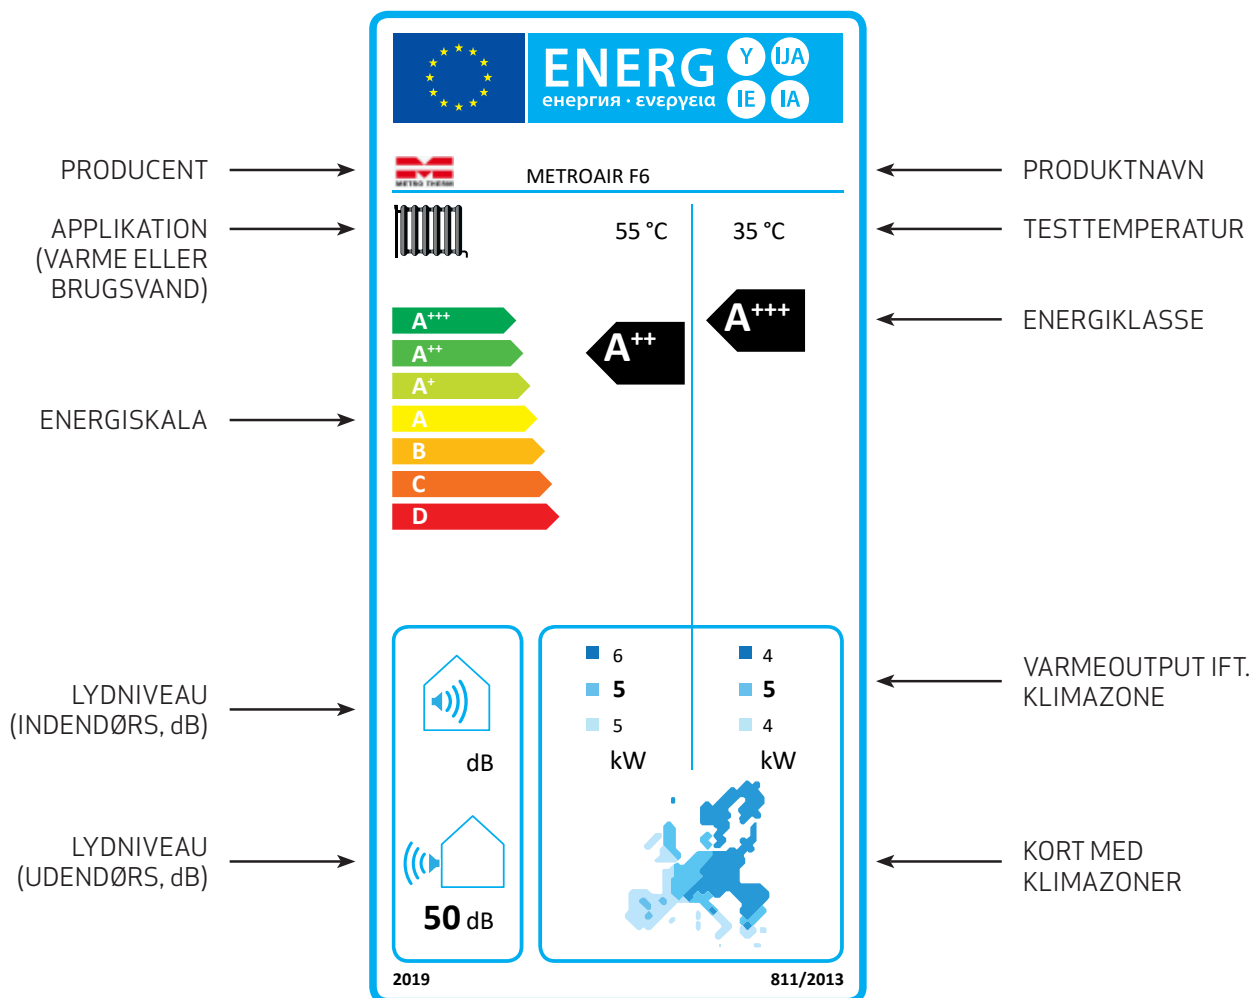 ENERG Y IJA
енергия · ενεργεια IE IA
PRODUCENT
METRO THERM
METROAIR F6
PRODUKTNAVN
APPLIKATION
(VARME ELLER
BRUGSVAND)
55 °C
35 °C
TESTTEMPERATUR
A+++
A++
A+
A
B
C
D
A++
A+++
ENERGIKLASSE
ENERGISKALA
LYDNIVEAU
(INDENDØRS, dB)
dB
LYDNIVEAU
(UDENDØRS, dB)
50 dB
6
5
5
kW
4
5
4
kW
VARMEOUTPUT IFT.
KLIMAZONE
KORT MED
KLIMAZONER
2019
811/2013